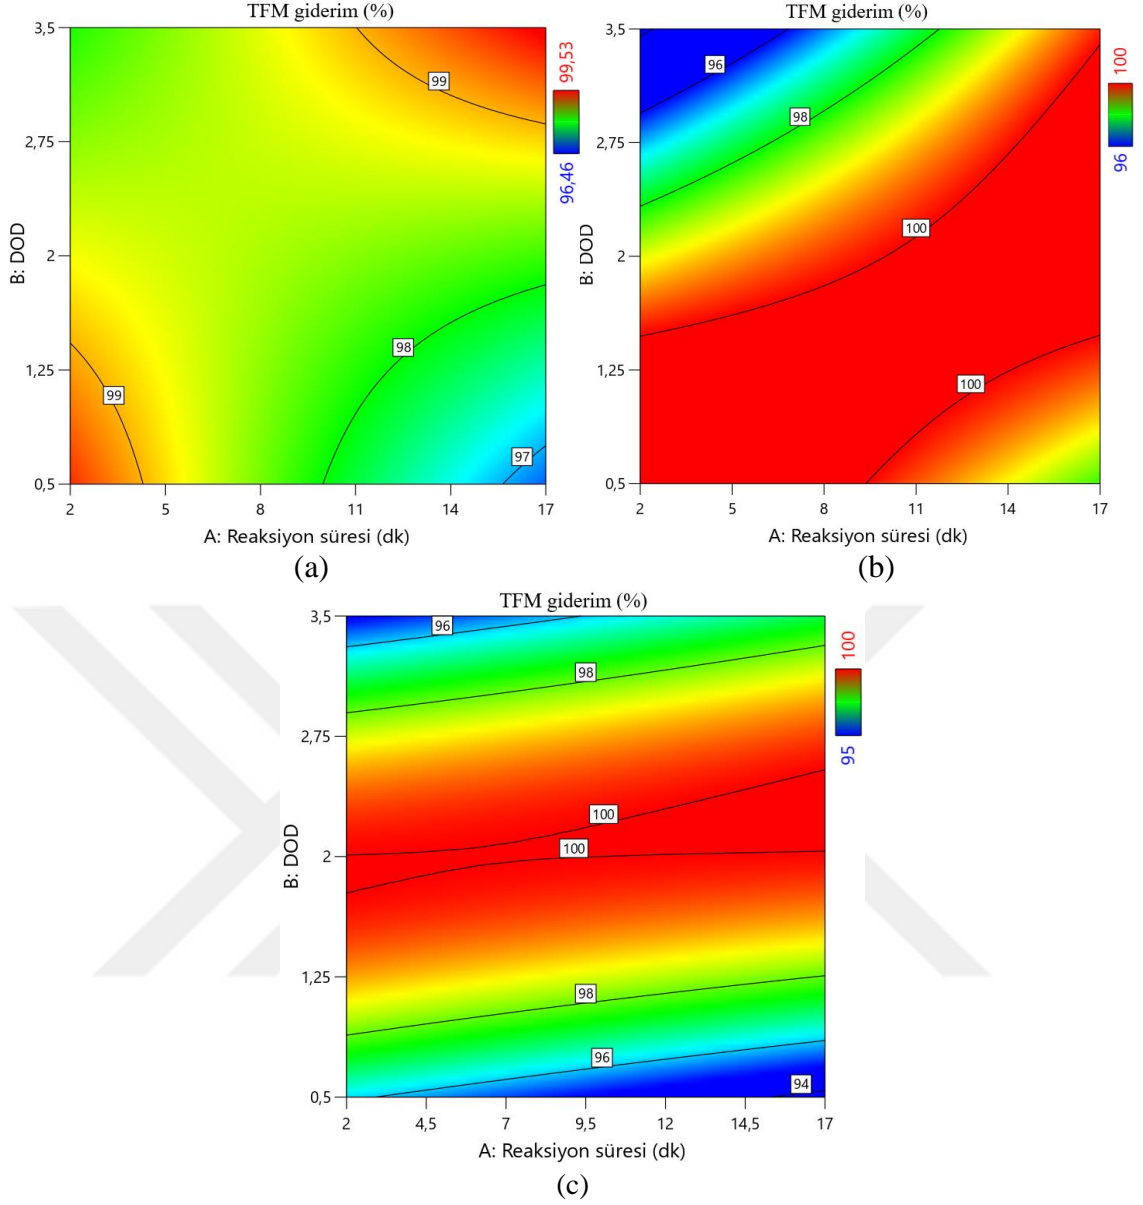 TFM giderim (%)
3,5
2,75
2
1,25
0,5
B: DOD
99
99
98
97
2 5 8 11 14 17
A: Reaksiyon süresi (dk)
99,53
96,46
(a)
TFM giderim (%)
3,5
2,75
2
1,25
0,5
B: DOD
96
98
100
100
2 5 8 11 14 17
A: Reaksiyon süresi (dk)
100
96
(b)
TFM giderim (%)
3,5
2,75
2
1,25
0,5
B: DOD
96
98
100
100
98
96
94
2 4,5 7 9,5 12 14,5 17
A: Reaksiyon süresi (dk)
100
95
(c)